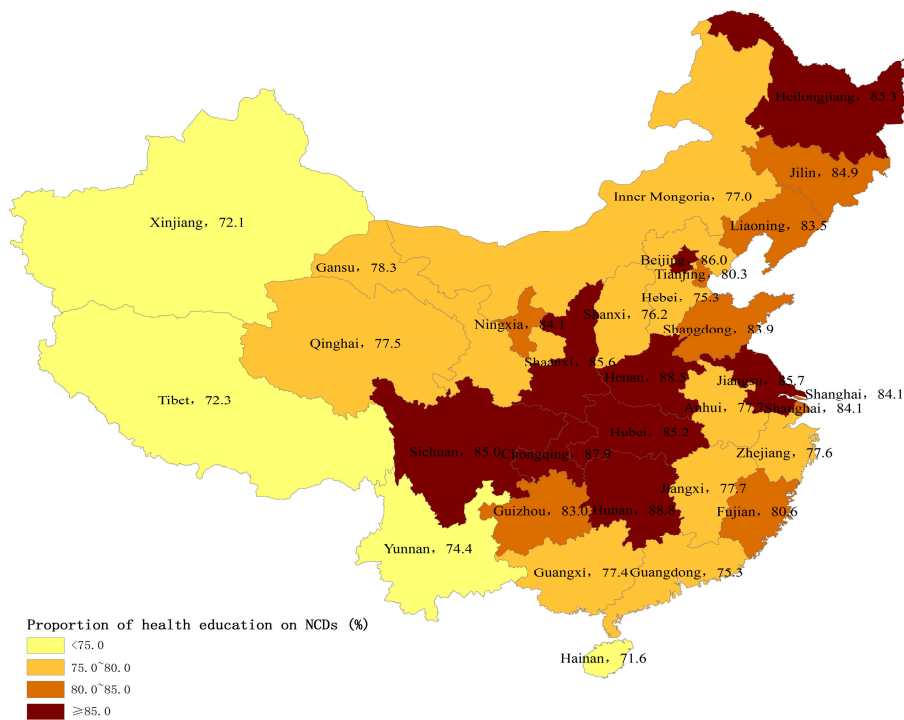 Heilongjiang, 85.3
Jilin, 84.9
Inner Mongoria, 77.0
Liaoning, 83.5
Xinjiang, 72.1
Beijing, 86.0
Gansu, 78.3
Tianjing, 80.3
Hebei, 75.3
Shanxi, 76.2
Ningxia, 84.1
Shangdong, 83.9
Qinghai, 77.5
Shaanxi, 85.6
Henan, 88.5
Jiangsu, 85.7
Shanghai, 84.1
Tibet, 72.3
Anhui, 77.7
Shanghai, 84.1
Hubei, 85.2
Sichuan, 85.0
Chongqing, 87.9
Zhejiang, 77.6
Jiangxi, 77.7
Guizhou, 83.0
Hunan, 88.8
Fujian, 80.6
Yunnan, 74.4
Guangxi, 77.4
Guangdong, 75.3
Hainan, 71.6
Proportion of health education on NCDs (%)
<75.0
75.0~80.0
80.0~85.0
≥85.0